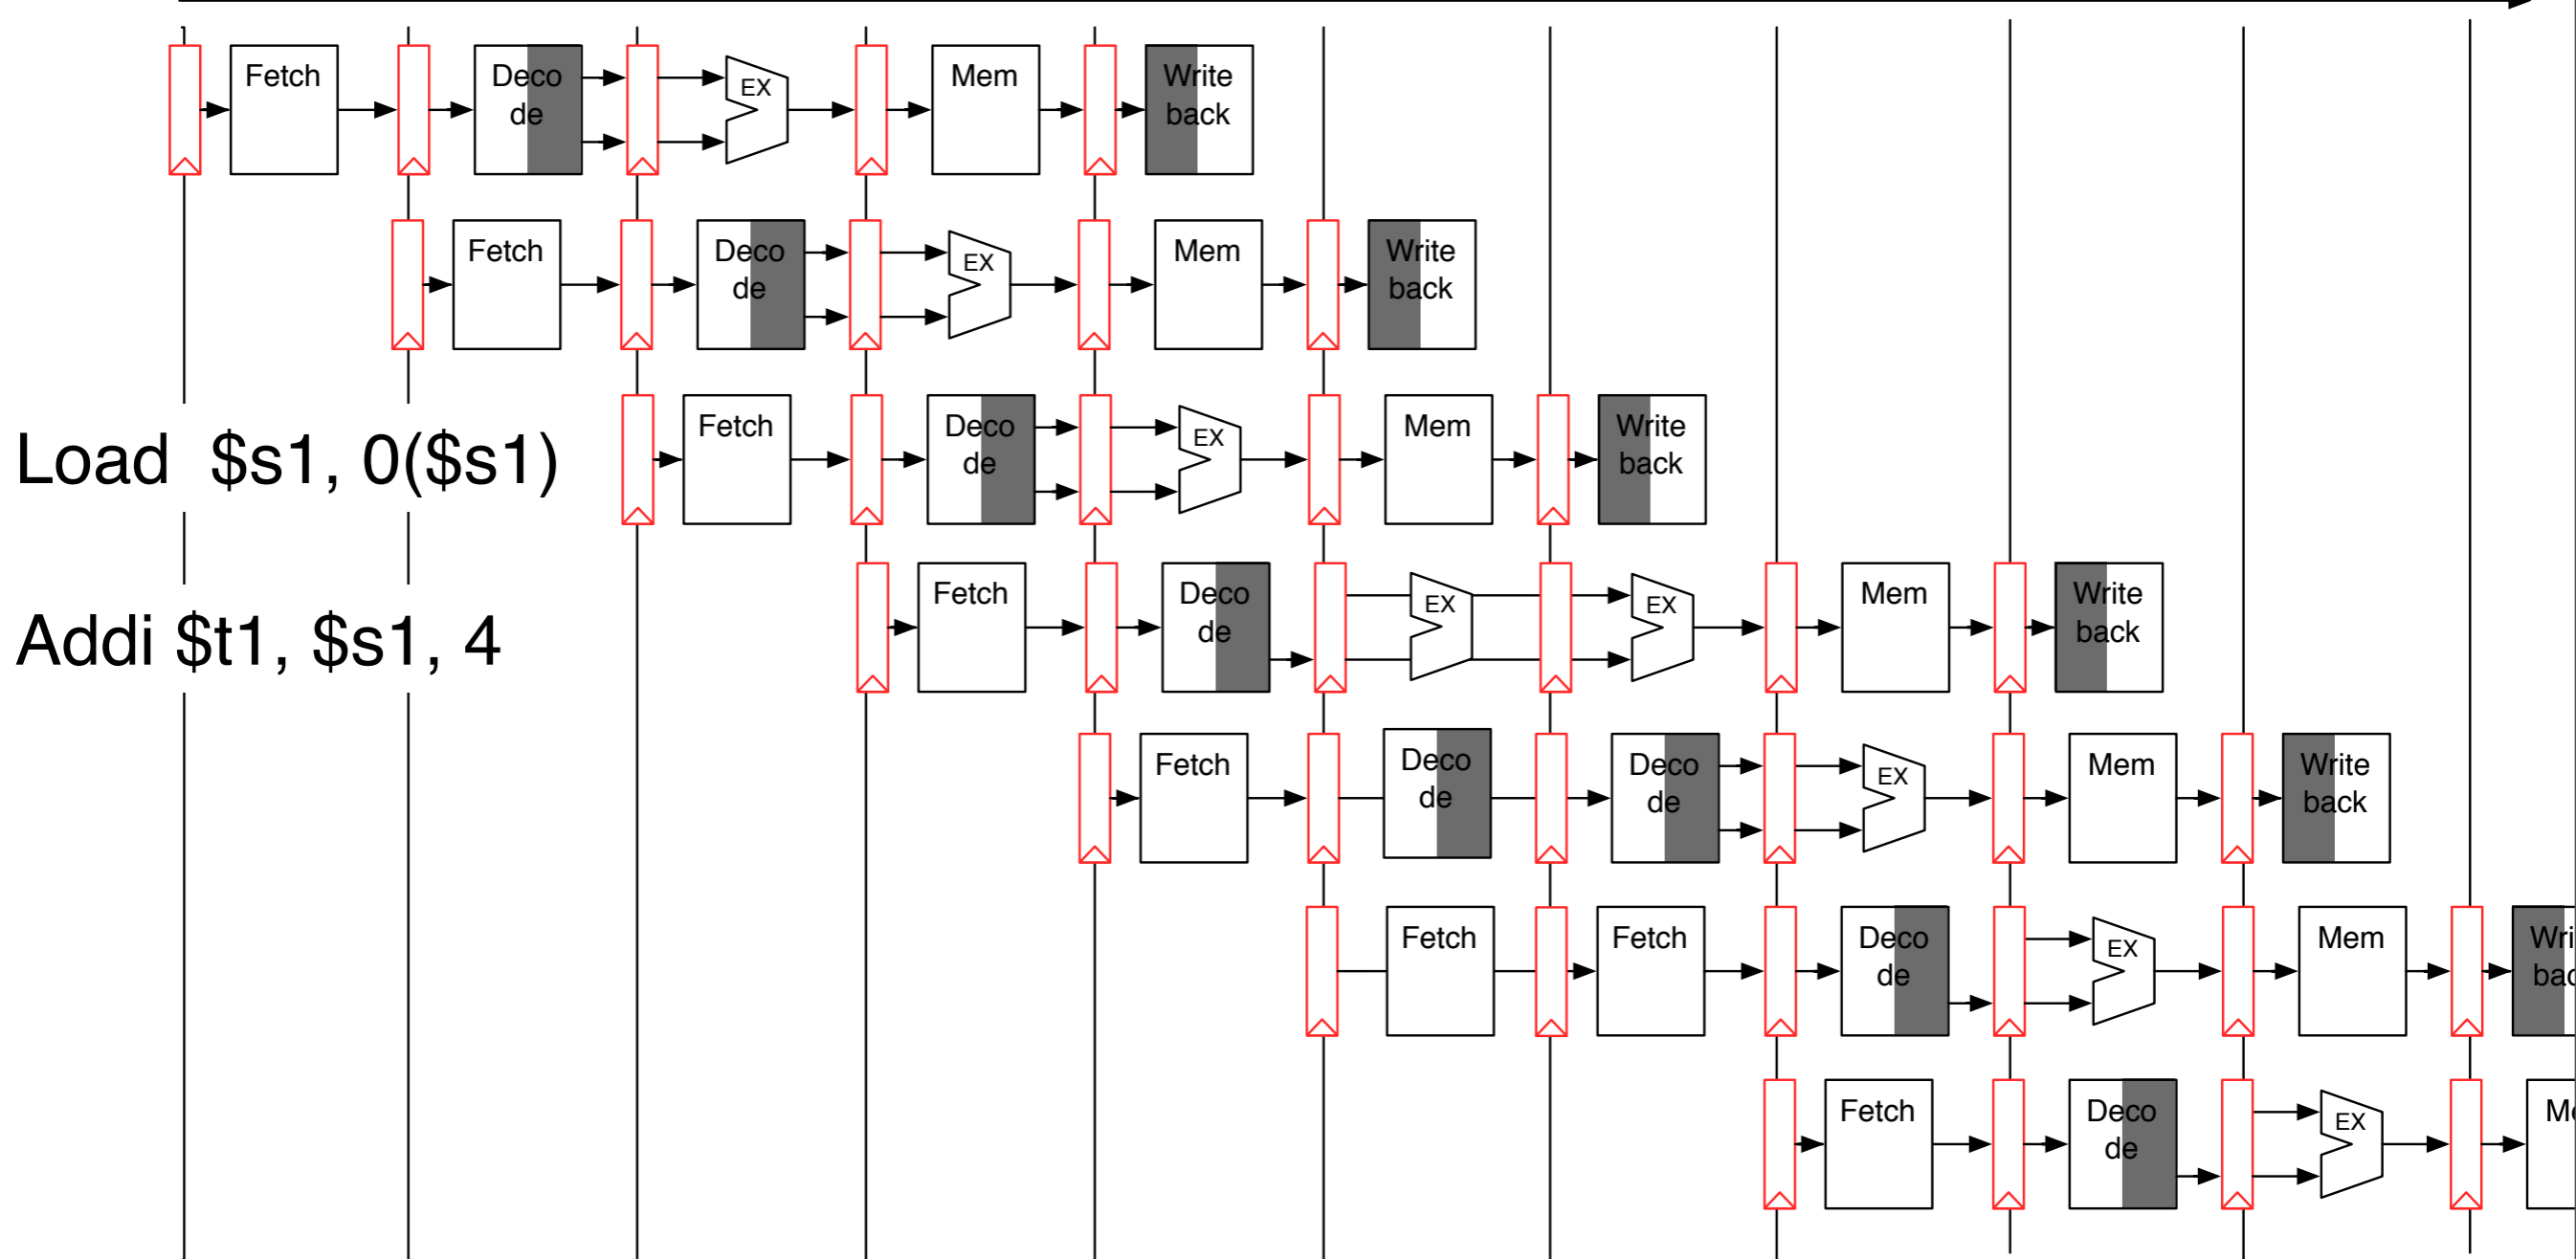 Fetch Deco de EX Mem Write back
Fetch Deco de EX Mem Write back
Load $s1, 0($s1) Fetch Deco de EX Mem Write back
Addi $t1, $s1, 4 Fetch Deco de EX EX Mem Write back
Fetch Deco de Deco de EX Mem Write back
Fetch Fetch Deco de EX Mem Wri bac
Fetch Deco de EX M